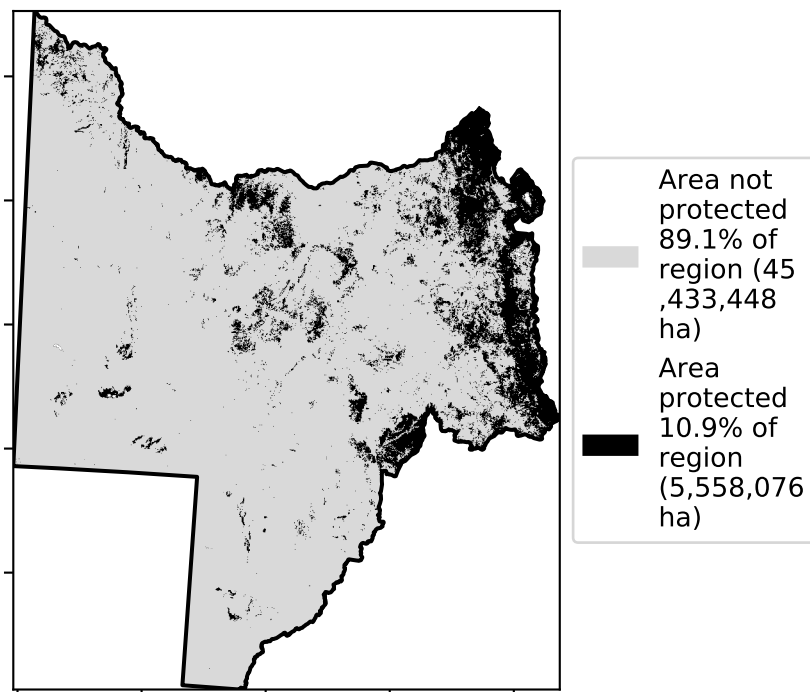 Area not
protected
89.1% of
region (45
,433,448
ha)
Area
protected
10.9% of
region
(5,558,076
ha)